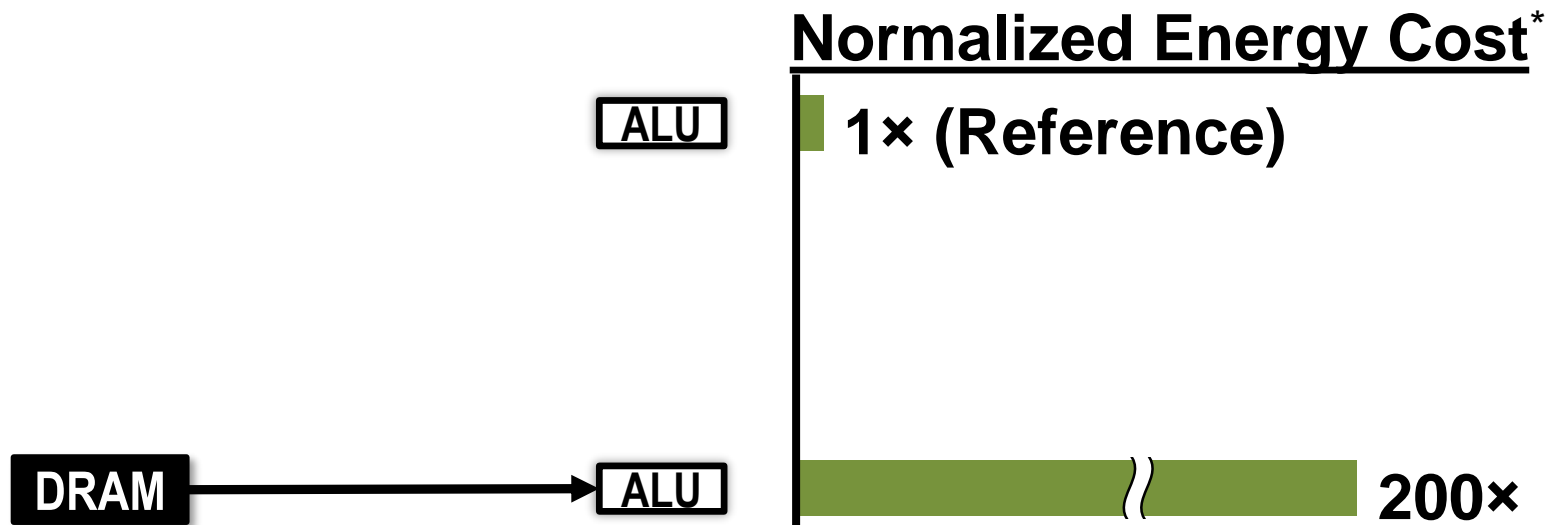 Normalized Energy Cost*
ALU
1× (Reference)
DRAM
ALU
200×